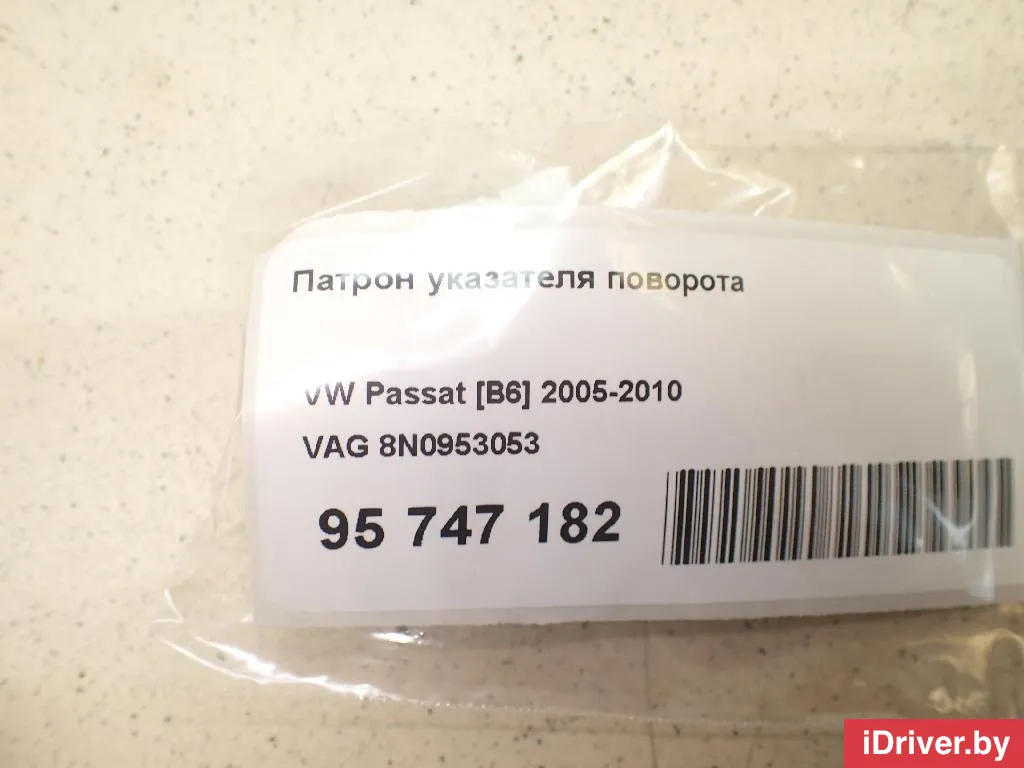 Патрон указателя поворота
VW Passat [B6] 2005-2010
VAG 8N0953053
95 747 182
iDriver.by